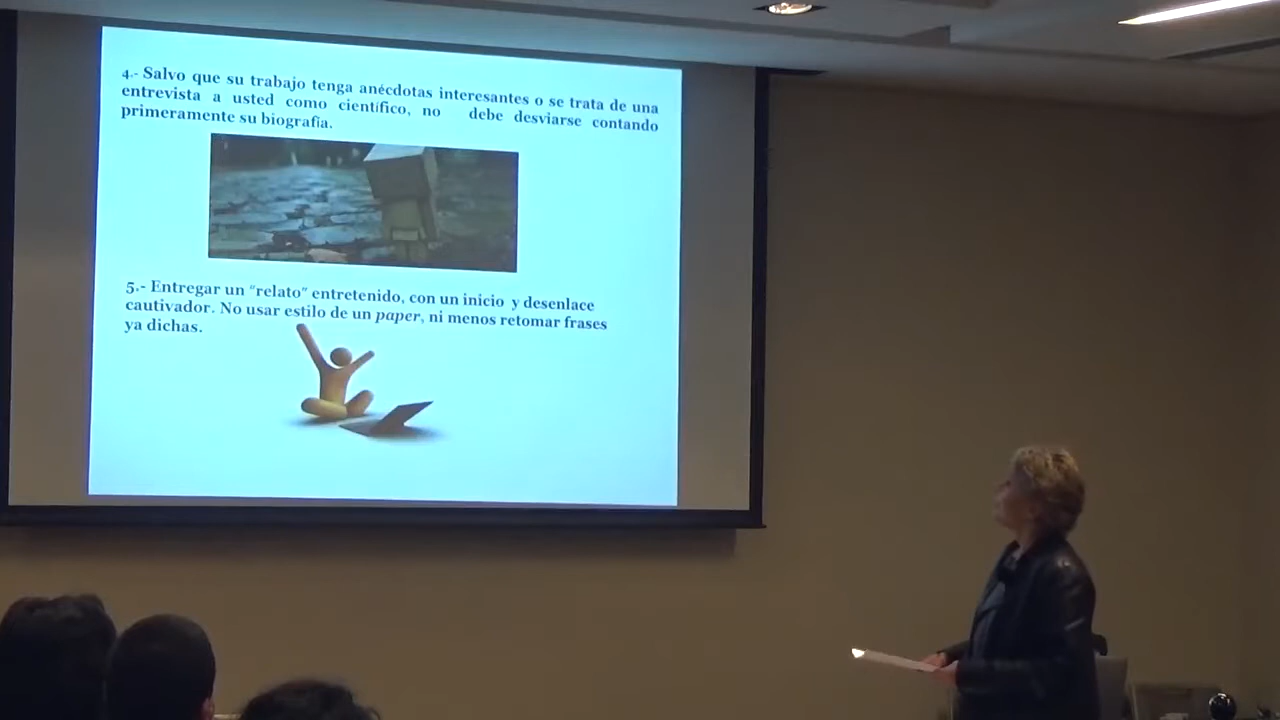 4.- Salvo que su trabajo tenga anécdotas interesantes o se trata de una
entrevista a usted como científico, no debe desviarse contando
primeramente su biografía.
5.- Entregar un "relato" entretenido, con un inicio y desenlace
cautivador. No usar estilo de un paper, ni menos retomar frases
ya dichas.